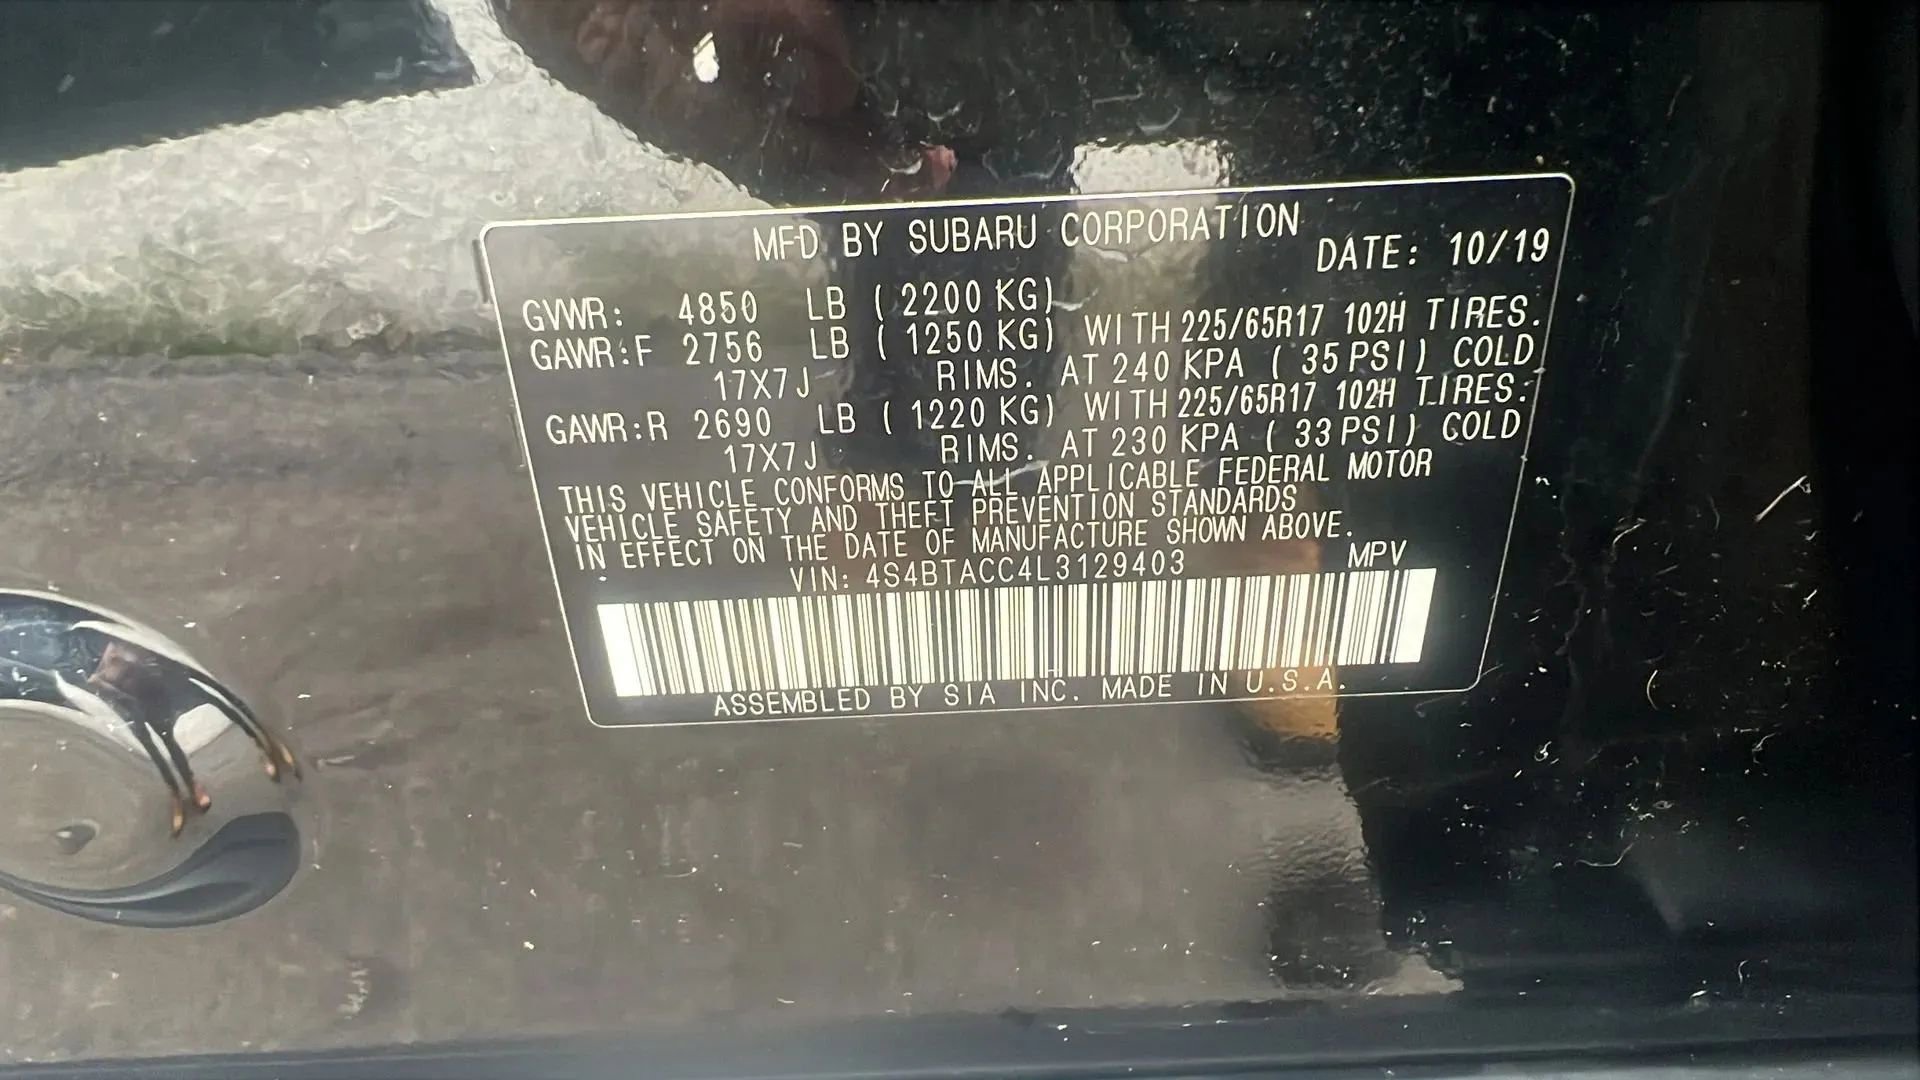 MFD BY SUBARU CORPORATION
DATE: 10/19
GVWR: 4850 LB ( 2200 KG)
GAWR:F 2756 LB ( 1250 KG) WITH 225/65R17 102H TIRES.
17X7J RIMS. AT 240 KPA ( 35 PSI) COLD
GAWR:R 2690 LB ( 1220 KG) WITH 225/65R17 102H TIRES.
17X7J RIMS. AT 230 KPA ( 33 PSI) COLD
THIS VEHICLE CONFORMS TO ALL APPLICABLE FEDERAL MOTOR
VEHICLE SAFETY AND THEFT PREVENTION STANDARDS
IN EFFECT ON THE DATE OF MANUFACTURE SHOWN ABOVE.
VIN: 4S4BTACC4L3129403 MPV
ASSEMBLED BY SIA INC. MADE IN U.S.A.